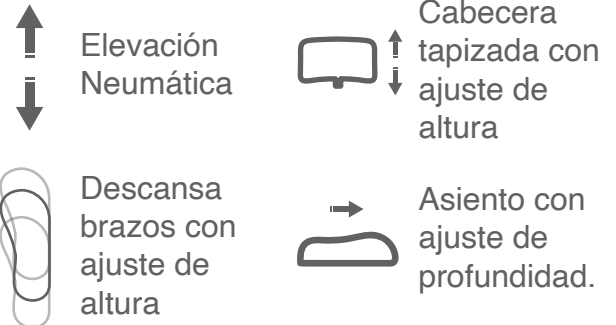 Elevación
Neumática
Cabecera
tapizada con
ajuste de
altura
Descansa
brazos con
ajuste de
altura
Asiento con
ajuste de
profundidad.